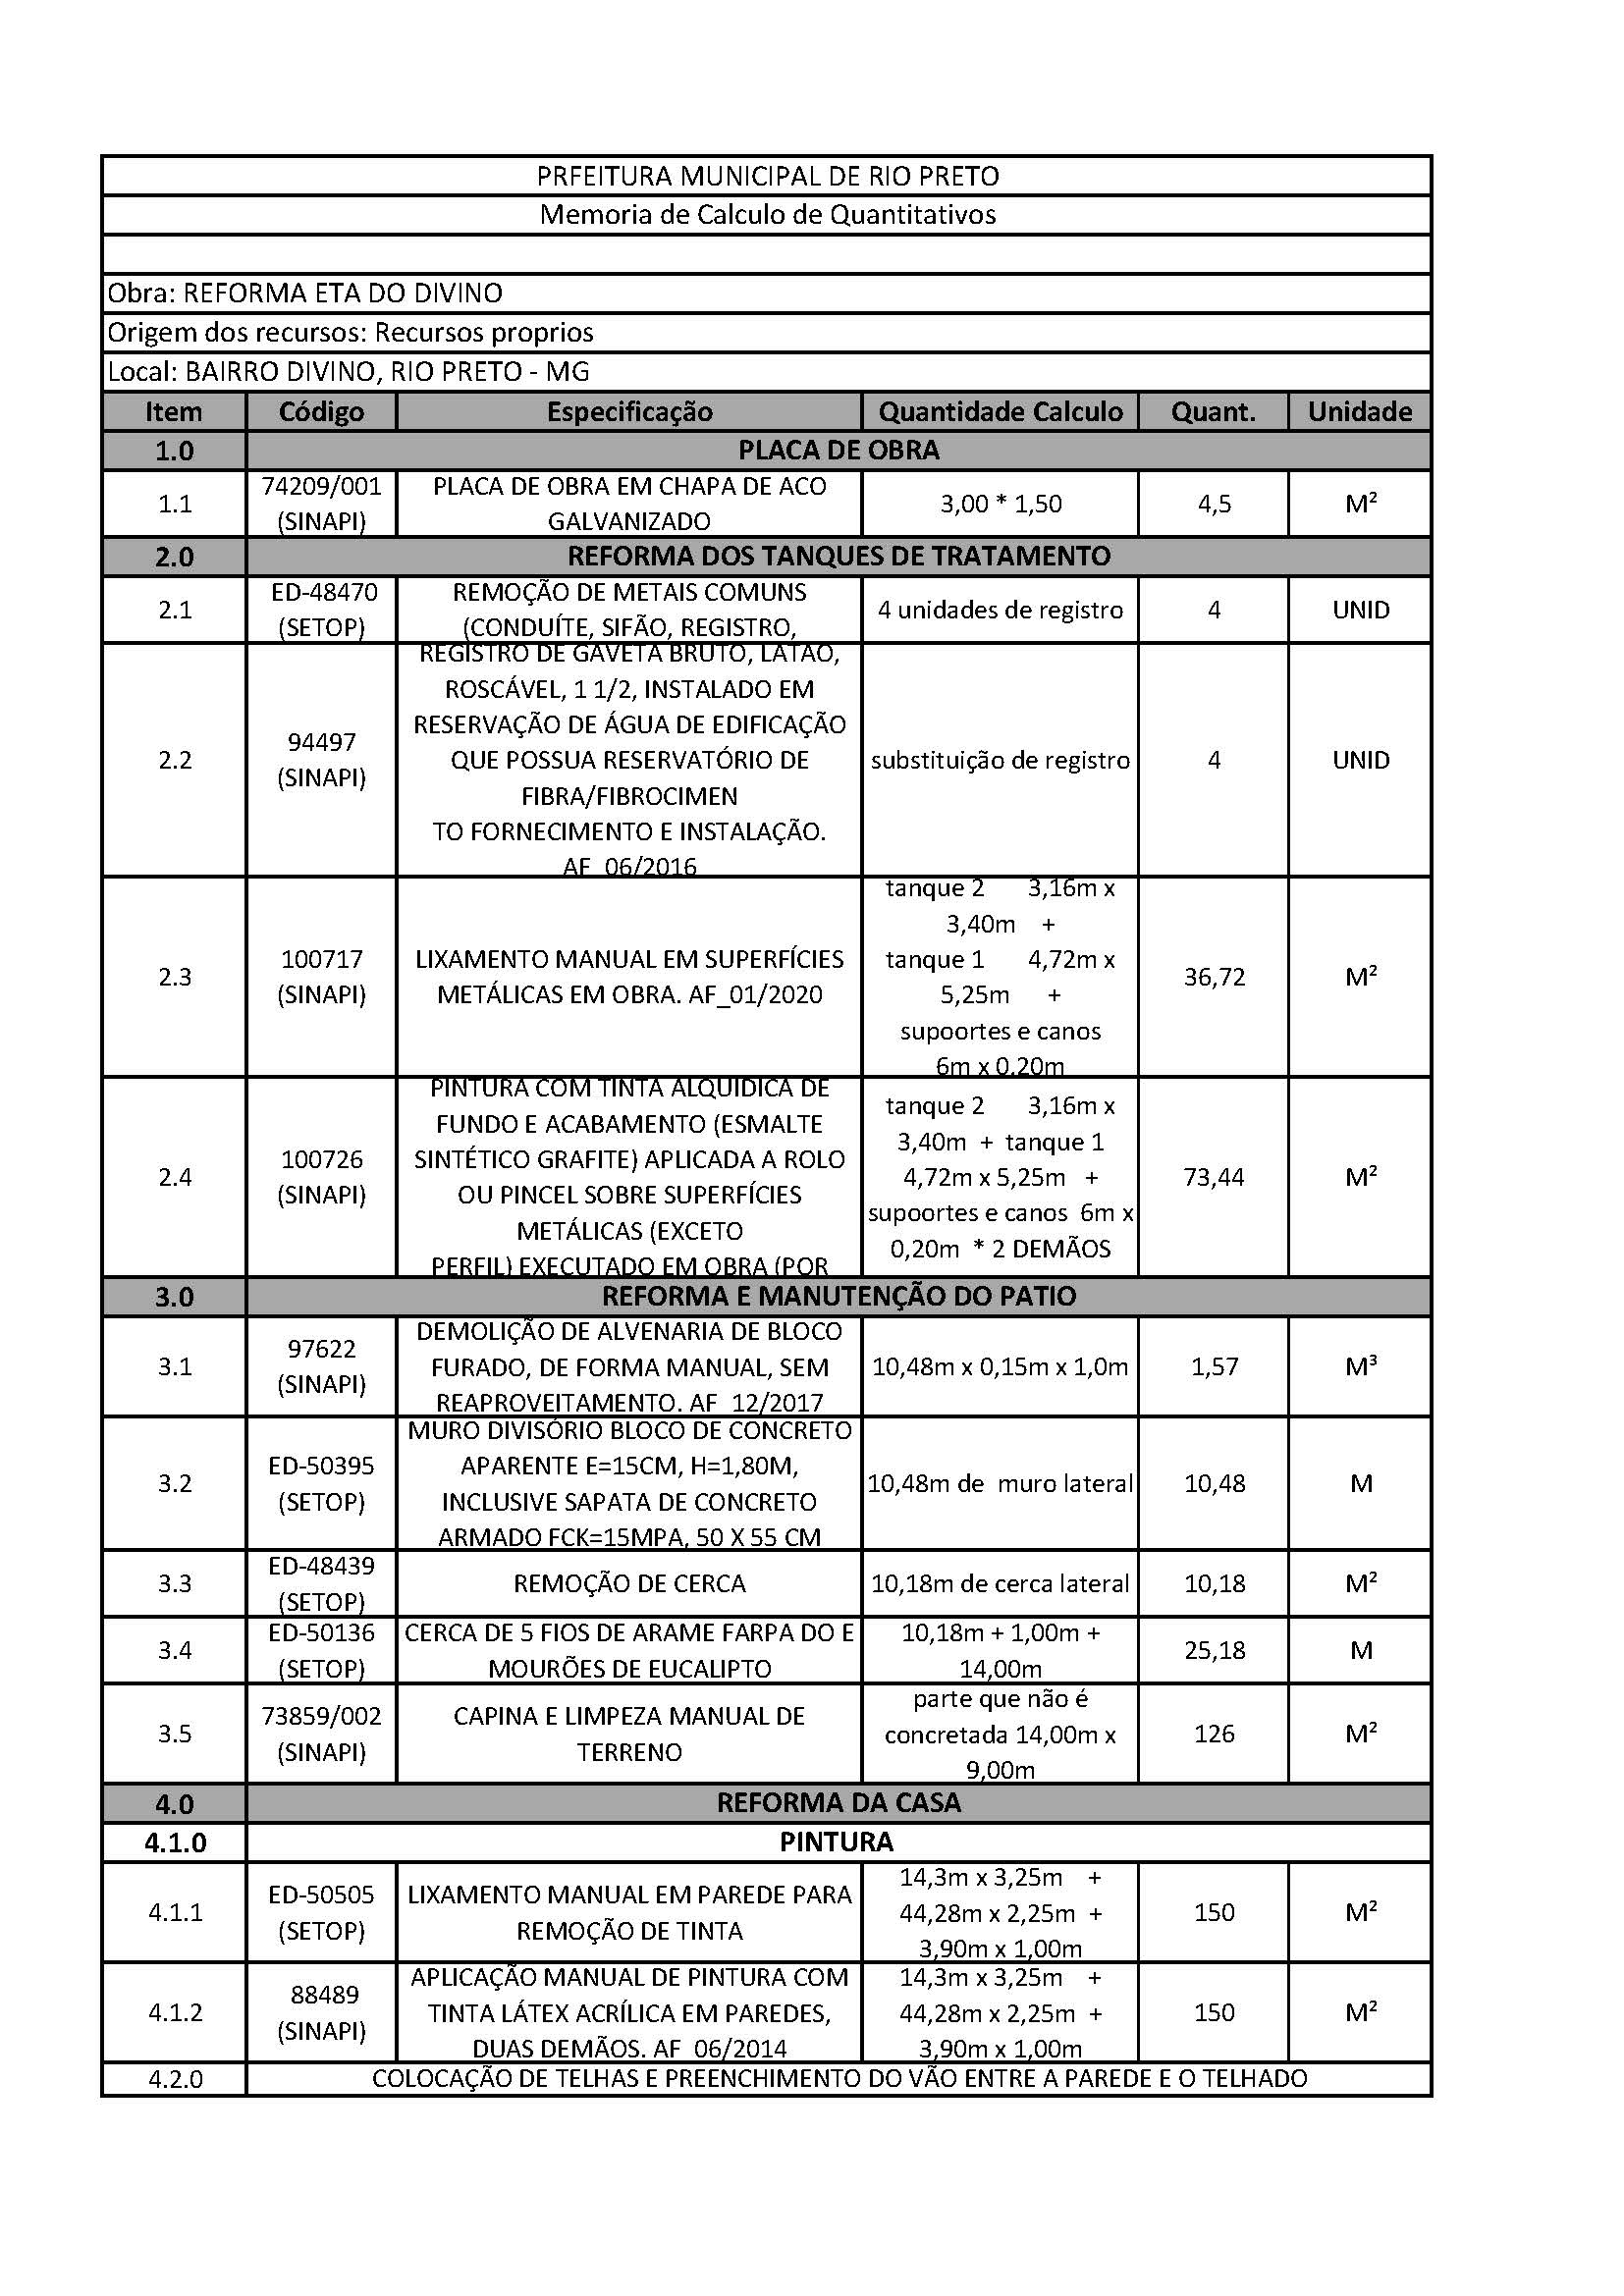 PRFEITURA MUNICIPAL DE RIO PRETO
Memoria de Calculo de Quantitativos
Obra: REFORMA ETA DO DIVINO
Origem dos recursos: Recursos proprios
Local: BAIRRO DIVINO, RIO PRETO - MG
Item Código Especificação Quantidade Calculo Quant. Unidade
1.0 PLACA DE OBRA
1.1
74209/001
(SINAPI)
PLACA DE OBRA EM CHAPA DE ACO
GALVANIZADO
3,00 * 1,50
4,5
M²
2.0 REFORMA DOS TANQUES DE TRATAMENTO
2.1
ED-48470
(SETOP)
REMOÇÃO DE METAIS COMUNS
(CONDUÍTE, SIFÃO, REGISTRO,
4 unidades de registro
4
UNID
2.2
94497
(SINAPI)
REGISTRO DE GAVETA BRUTO, LATÃO,
ROSCÁVEL, 1 1/2, INSTALADO EM
RESERVAÇÃO DE ÁGUA DE EDIFICAÇÃO
QUE POSSUA RESERVATÓRIO DE
FIBRA/FIBROCIMEN
TO FORNECIMENTO E INSTALAÇÃO.
AF_06/2016
substituição de registro
4
UNID
2.3
100717
(SINAPI)
LIXAMENTO MANUAL EM SUPERFÍCIES
METÁLICAS EM OBRA. AF_01/2020
tanque 2 3,16m x
3,40m +
tanque 1 4,72m x
5,25m +
supoortes e canos
6m x 0,20m
36,72
M²
2.4
100726
(SINAPI)
PINTURA COM TINTA ALQUÍDICA DE
FUNDO E ACABAMENTO (ESMALTE
SINTÉTICO GRAFITE) APLICADA A ROLO
OU PINCEL SOBRE SUPERFÍCIES
METÁLICAS (EXCETO
PERFIL) EXECUTADO EM OBRA (POR
tanque 2 3,16m x
3,40m + tanque 1
4,72m x 5,25m +
supoortes e canos 6m x
0,20m * 2 DEMÃOS
73,44
M²
3.0 REFORMA E MANUTENÇÃO DO PATIO
3.1
97622
(SINAPI)
DEMOLIÇÃO DE ALVENARIA DE BLOCO
FURADO, DE FORMA MANUAL, SEM
REAPROVEITAMENTO. AF_12/2017
10,48m x 0,15m x 1,0m
1,57
M³
3.2
ED-50395
(SETOP)
MURO DIVISÓRIO BLOCO DE CONCRETO
APARENTE E=15CM, H=1,80M,
INCLUSIVE SAPATA DE CONCRETO
ARMADO FCK=15MPA, 50 X 55 CM
10,48m de muro lateral
10,48
M
3.3
ED-48439
(SETOP)
REMOÇÃO DE CERCA
10,18m de cerca lateral
10,18
M²
3.4
ED-50136
(SETOP)
CERCA DE 5 FIOS DE ARAME FARPA DO E
MOURÕES DE EUCALIPTO
10,18m + 1,00m +
14,00m
25,18
M
3.5
73859/002
(SINAPI)
CAPINA E LIMPEZA MANUAL DE
TERRENO
parte que não é
concretada 14,00m x
9,00m
126
M²
4.0 REFORMA DA CASA
4.1.0 PINTURA
4.1.1
ED-50505
(SETOP)
LIXAMENTO MANUAL EM PAREDE PARA
REMOÇÃO DE TINTA
14,3m x 3,25m +
44,28m x 2,25m +
3,90m x 1,00m
150
M²
4.1.2
88489
(SINAPI)
APLICAÇÃO MANUAL DE PINTURA COM
TINTA LÁTEX ACRÍLICA EM PAREDES,
DUAS DEMÃOS. AF_06/2014
14,3m x 3,25m +
44,28m x 2,25m +
3,90m x 1,00m
150
M²
4.2.0 COLOCAÇÃO DE TELHAS E PREENCHIMENTO DO VÃO ENTRE A PAREDE E O TELHADO